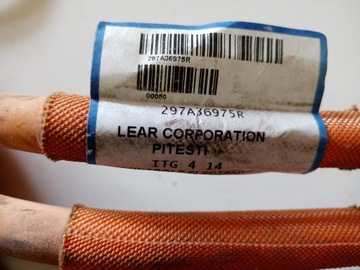 297A36975R
00050
297A36975R
LEAR CORPORATION
PITESTI
ITG 4 14